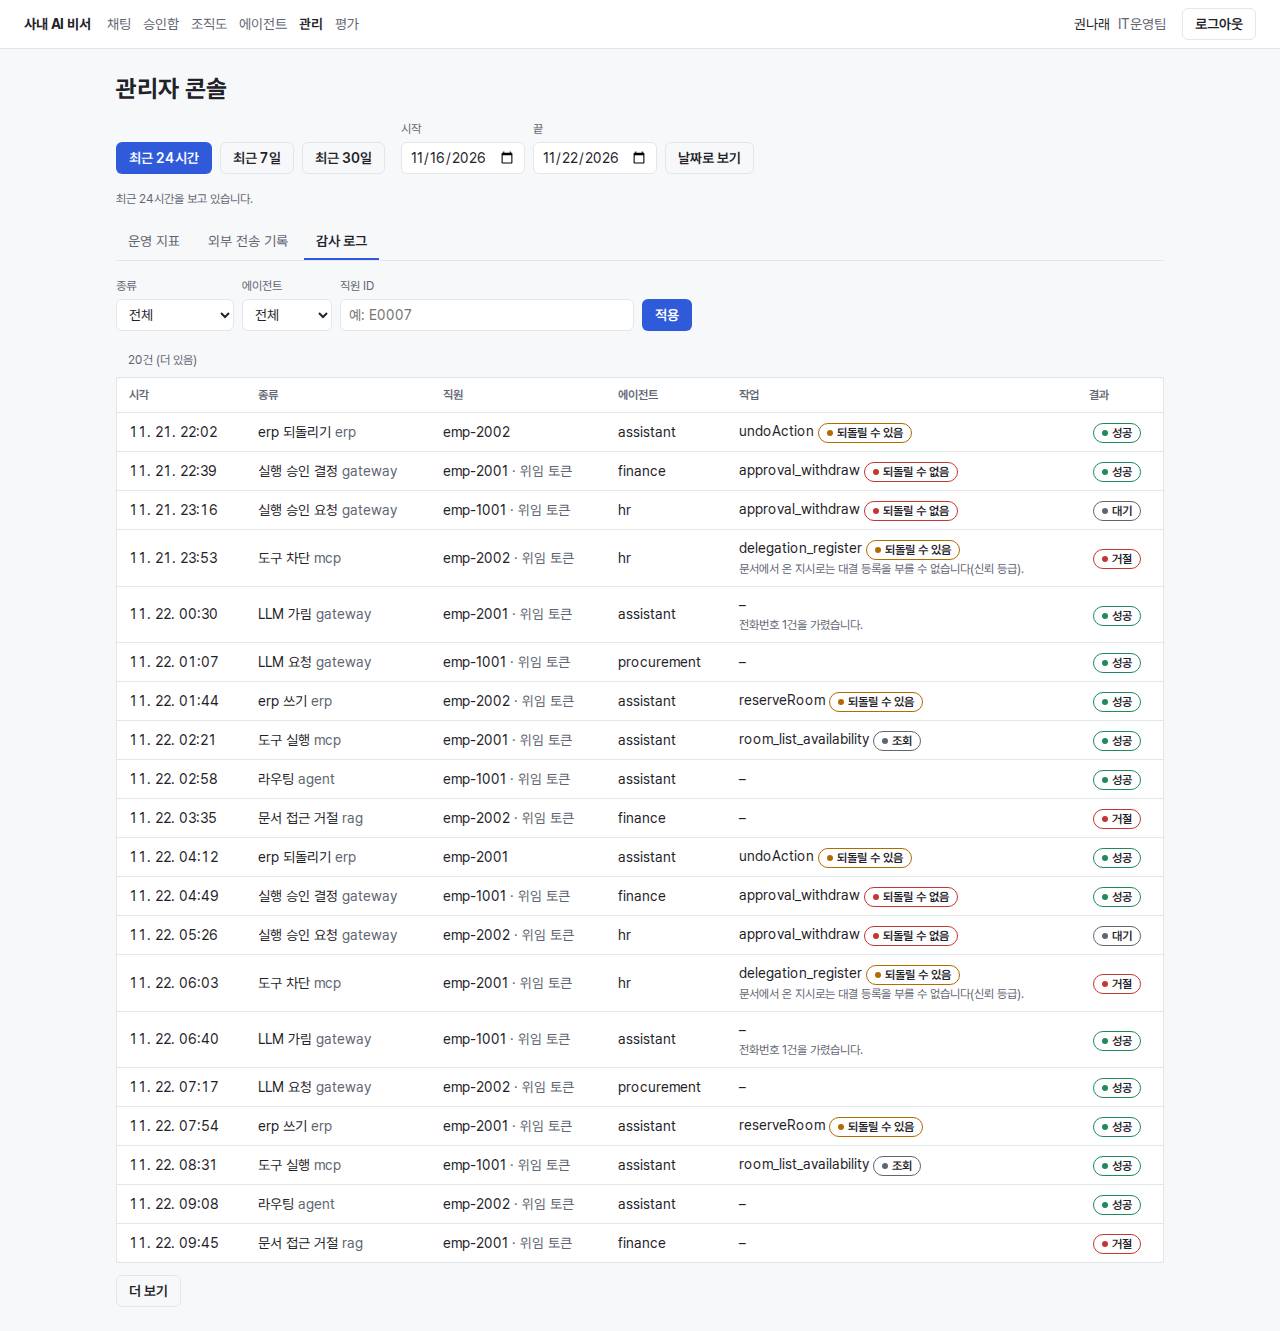 사내 AI 비서 채팅 승인함 조직도 에이전트 관리 평가 권나래 IT운영팀 로그아웃
관리자 콘솔
시작 끝
최근 24시간 최근 7일 최근 30일 11/16/2026 11/22/2026 날짜로 보기
최근 24시간을 보고 있습니다.
운영 지표 외부 전송 기록 감사 로그
종류 에이전트 직원 ID
전체 전체 예: E0007 적용
20건 (더 있음)
시각 종류 직원 에이전트 작업 결과
11. 21. 22:02 erp 되돌리기 erp emp-2002 assistant undoAction 되돌릴 수 있음 성공
11. 21. 22:39 실행 승인 결정 gateway emp-2001 · 위임 토큰 finance approval_withdraw 되돌릴 수 없음 성공
11. 21. 23:16 실행 승인 요청 gateway emp-1001 · 위임 토큰 hr approval_withdraw 되돌릴 수 없음 대기
11. 21. 23:53 도구 차단 mcp emp-2002 · 위임 토큰 hr delegation_register 되돌릴 수 있음 거절
문서에서 온 지시로는 대결 등록을 부를 수 없습니다(신뢰 등급).
11. 22. 00:30 LLM 가림 gateway emp-2001 · 위임 토큰 assistant – 성공
전화번호 1건을 가렸습니다.
11. 22. 01:07 LLM 요청 gateway emp-1001 · 위임 토큰 procurement – 성공
11. 22. 01:44 erp 쓰기 erp emp-2002 · 위임 토큰 assistant reserveRoom 되돌릴 수 있음 성공
11. 22. 02:21 도구 실행 mcp emp-2001 · 위임 토큰 assistant room_list_availability 조회 성공
11. 22. 02:58 라우팅 agent emp-1001 · 위임 토큰 assistant – 성공
11. 22. 03:35 문서 접근 거절 rag emp-2002 · 위임 토큰 finance – 거절
11. 22. 04:12 erp 되돌리기 erp emp-2001 assistant undoAction 되돌릴 수 있음 성공
11. 22. 04:49 실행 승인 결정 gateway emp-1001 · 위임 토큰 finance approval_withdraw 되돌릴 수 없음 성공
11. 22. 05:26 실행 승인 요청 gateway emp-2002 · 위임 토큰 hr approval_withdraw 되돌릴 수 없음 대기
11. 22. 06:03 도구 차단 mcp emp-2001 · 위임 토큰 hr delegation_register 되돌릴 수 있음 거절
문서에서 온 지시로는 대결 등록을 부를 수 없습니다(신뢰 등급).
11. 22. 06:40 LLM 가림 gateway emp-1001 · 위임 토큰 assistant – 성공
전화번호 1건을 가렸습니다.
11. 22. 07:17 LLM 요청 gateway emp-2002 · 위임 토큰 procurement – 성공
11. 22. 07:54 erp 쓰기 erp emp-2001 · 위임 토큰 assistant reserveRoom 되돌릴 수 있음 성공
11. 22. 08:31 도구 실행 mcp emp-1001 · 위임 토큰 assistant room_list_availability 조회 성공
11. 22. 09:08 라우팅 agent emp-2002 · 위임 토큰 assistant – 성공
11. 22. 09:45 문서 접근 거절 rag emp-2001 · 위임 토큰 finance – 거절
더 보기